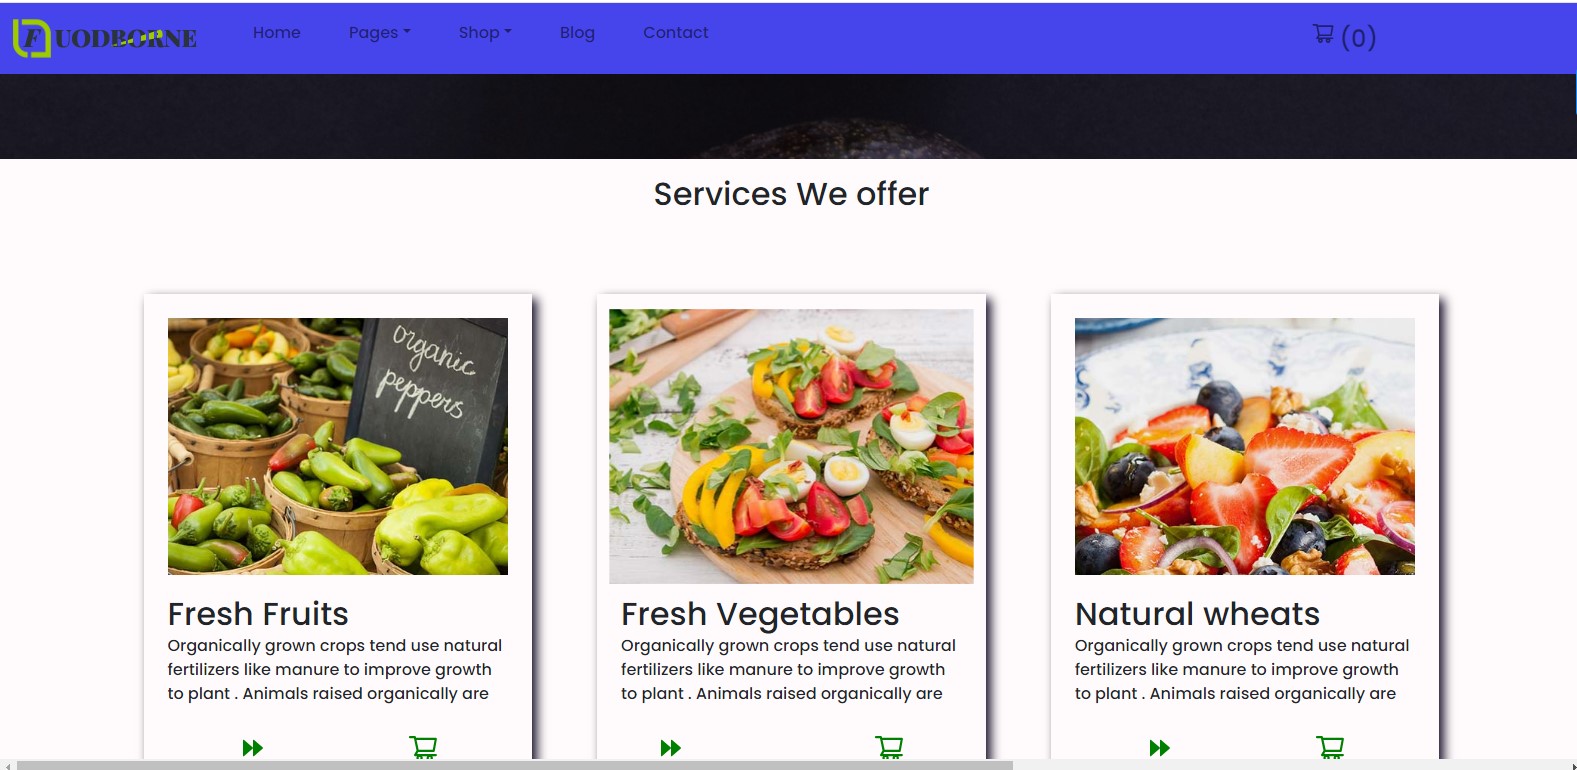 FUODBORNE
Home Pages Shop Blog Contact (0)
Services We offer
organic
peppers
Fresh Fruits
Organically grown crops tend use natural
fertilizers like manure to improve growth
to plant . Animals raised organically are
Fresh Vegetables
Organically grown crops tend use natural
fertilizers like manure to improve growth
to plant . Animals raised organically are
Natural wheats
Organically grown crops tend use natural
fertilizers like manure to improve growth
to plant . Animals raised organically are